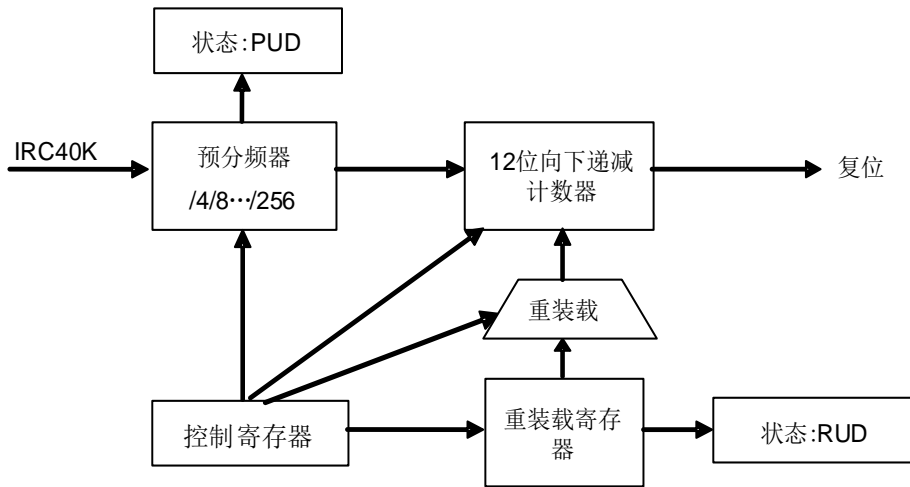 状态:PUD
IRC40K
预分频器
/4/8…/256
12位向下递减
计数器
复位
重装载
控制寄存器
重装载寄存
器
状态:RUD